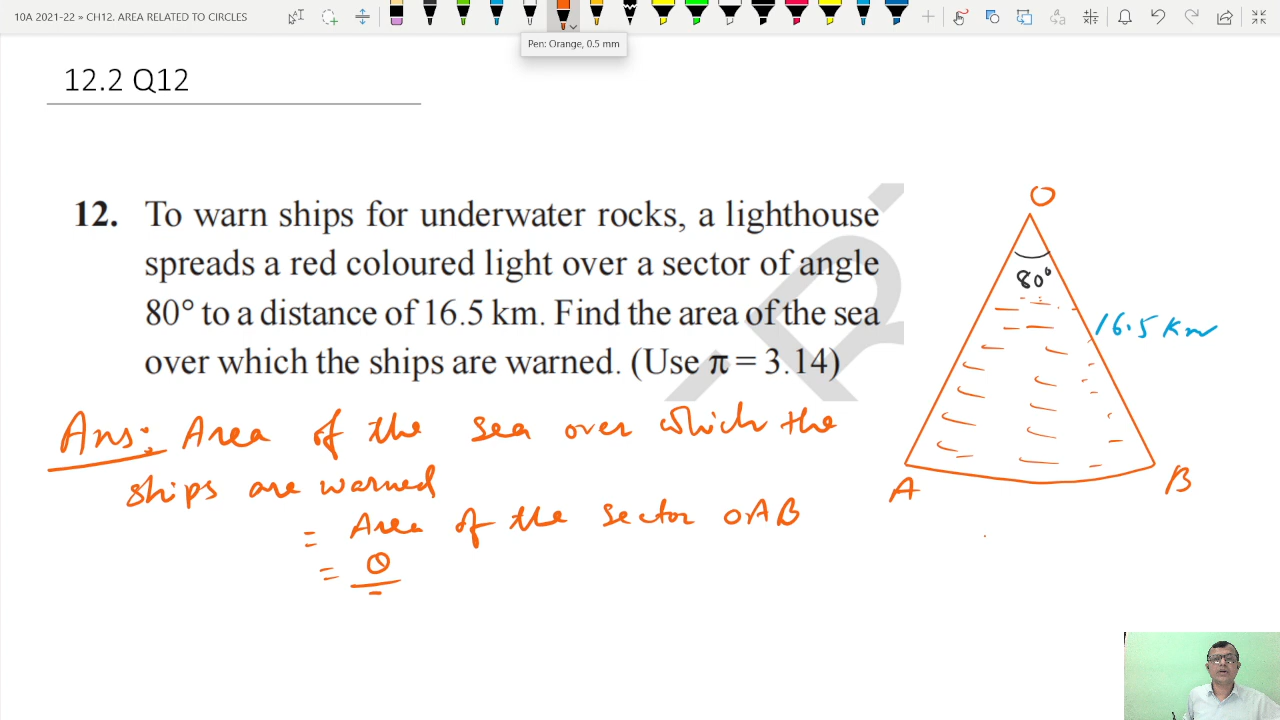 10A 2021-22 » CH12. AREA RELATED TO CIRCLES
Pen: Orange, 0.5 mm
12.2 Q12
12. To warn ships for underwater rocks, a lighthouse
spreads a red coloured light over a sector of angle
80° to a distance of 16.5 km. Find the area of the sea
over which the ships are warned. (Use π = 3.14)
O
80°
16.5 Km
A
B
Ans: Area of the sea over which the
ships are warned
= Area of the sector OAB
= θ